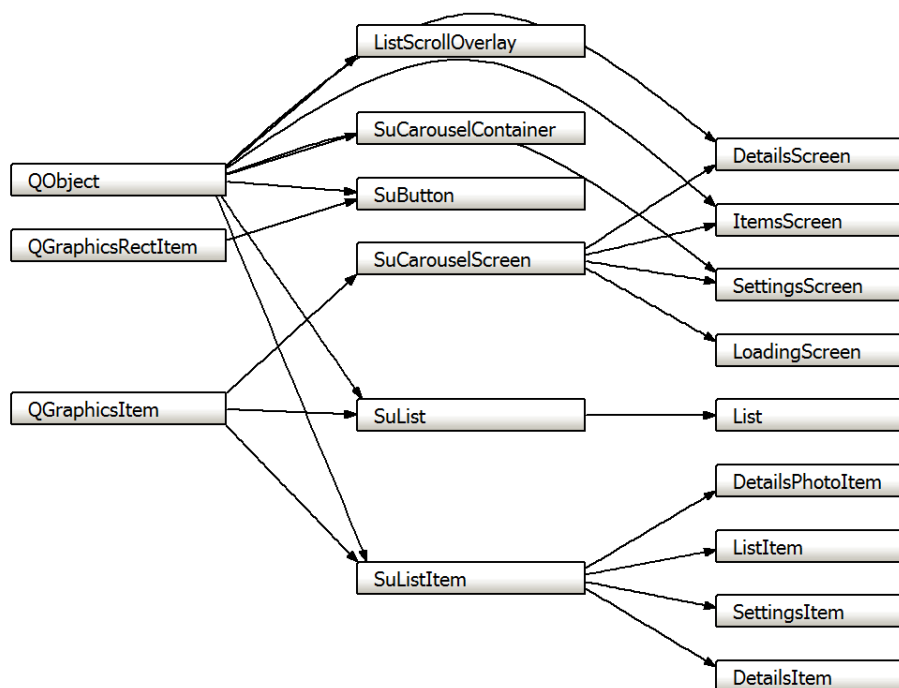 QObject
QGraphicsRectItem
QGraphicsItem
ListScrollOverlay
SuCarouselContainer
SuButton
SuCarouselScreen
SuList
SuListItem
DetailsScreen
ItemsScreen
SettingsScreen
LoadingScreen
List
DetailsPhotoItem
ListItem
SettingsItem
DetailsItem